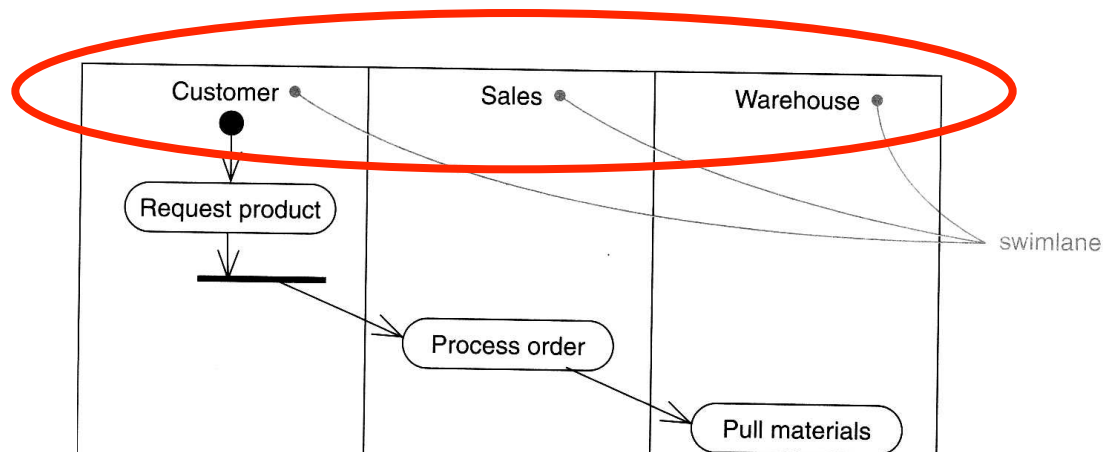 Customer
Sales
Warehouse
Request product
swimlane
Process order
Pull materials